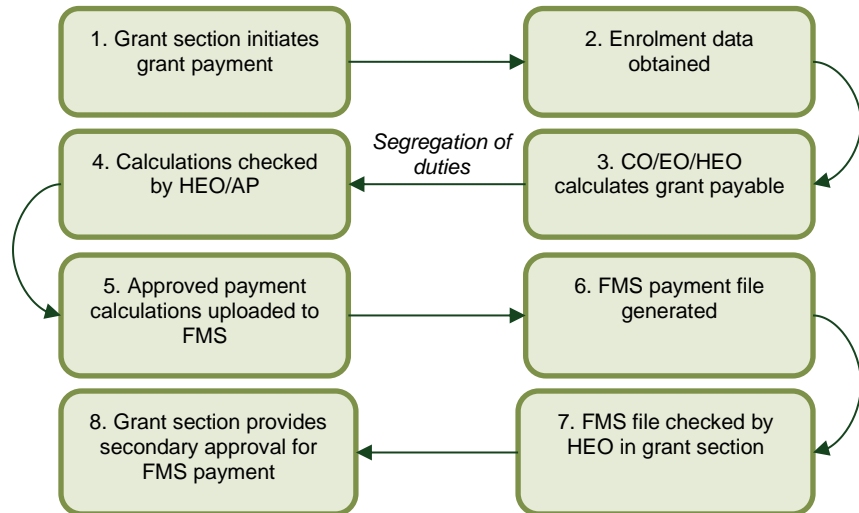 1. Grant section initiates
grant payment
2. Enrolment data
obtained
Segregation of
duties
3. CO/EO/HEO
calculates grant payable
4. Calculations checked
by HEO/AP
5. Approved payment
calculations uploaded to
FMS
6. FMS payment file
generated
7. FMS file checked by
HEO in grant section
8. Grant section provides
secondary approval for
FMS payment